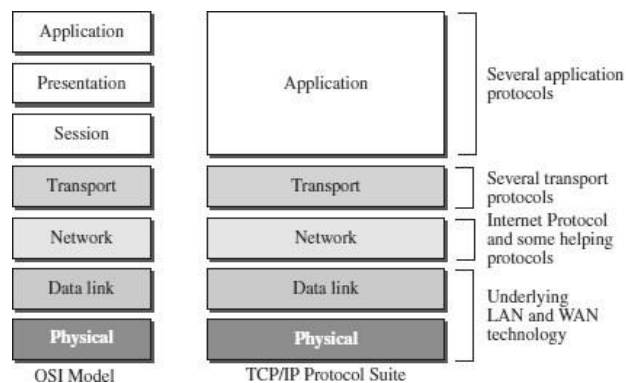 Application
Presentation
Session
Transport
Network
Data link
Physical
OSI Model
Application
Transport
Network
Data link
Physical
TCP/IP Protocol Suite
Several application
protocols
Several transport
protocols
Internet Protocol
and some helping
protocols
Underlying
LAN and WAN
technology